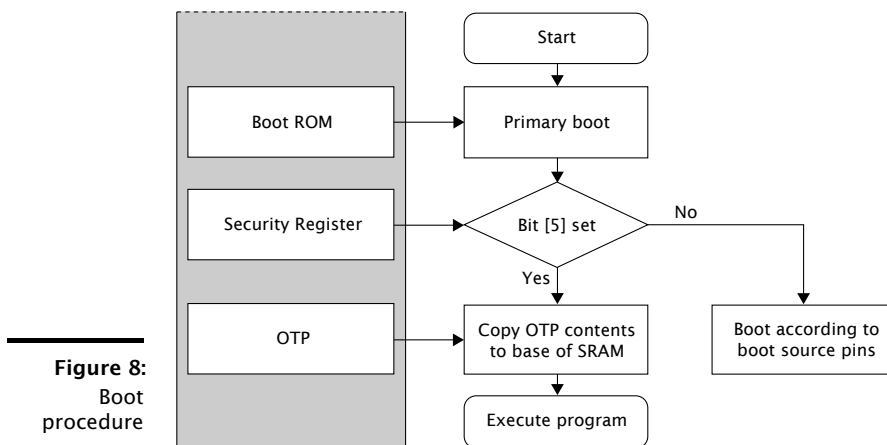 Start
Boot ROM
Primary boot
Security Register
Bit [5] set
No
Yes
OTP
Copy OTP contents
to base of SRAM
Boot according to
boot source pins
Execute program
Figure 8:
Boot
procedure